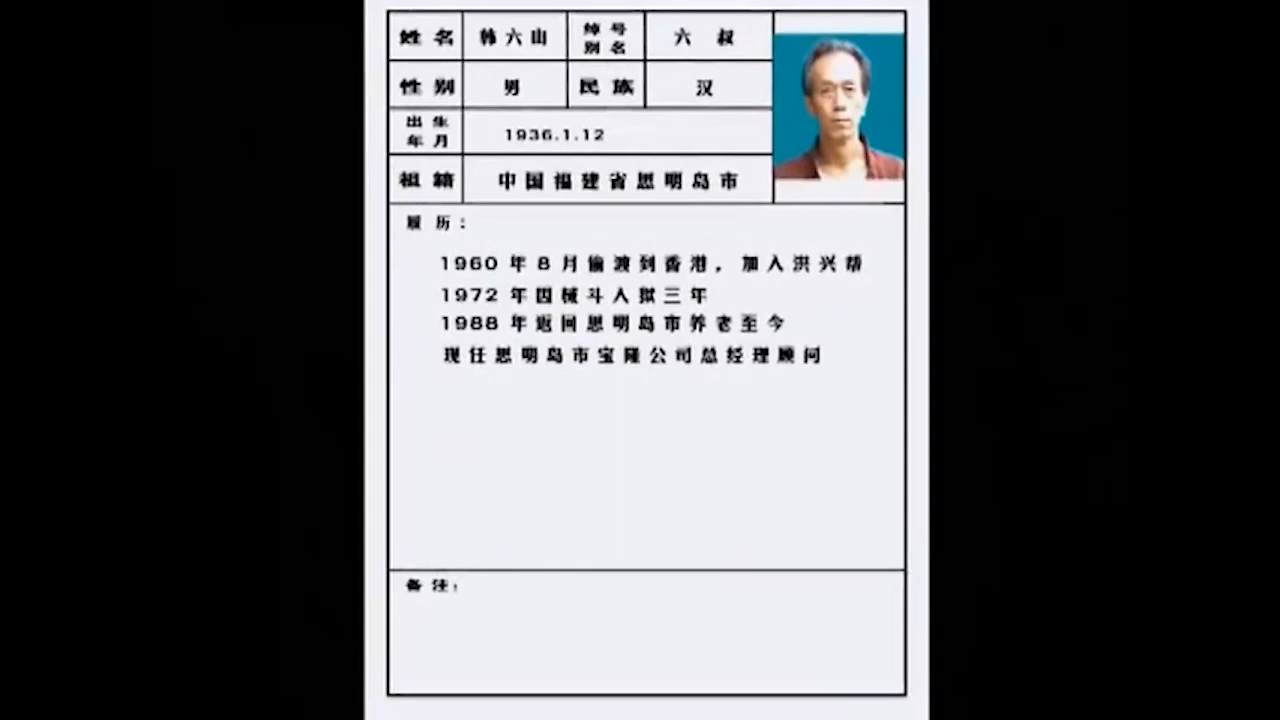 姓名 韩六山 绰号别名 六叔
性别 男 民族 汉
出生年月 1936.1.12
祖籍 中国福建省思明岛市
履历：
1960年8月偷渡到香港，加入洪兴帮
1972年因械斗入狱三年
1988年返回思明岛市养老至今
现任思明岛市宝隆公司总经理顾问
备注：